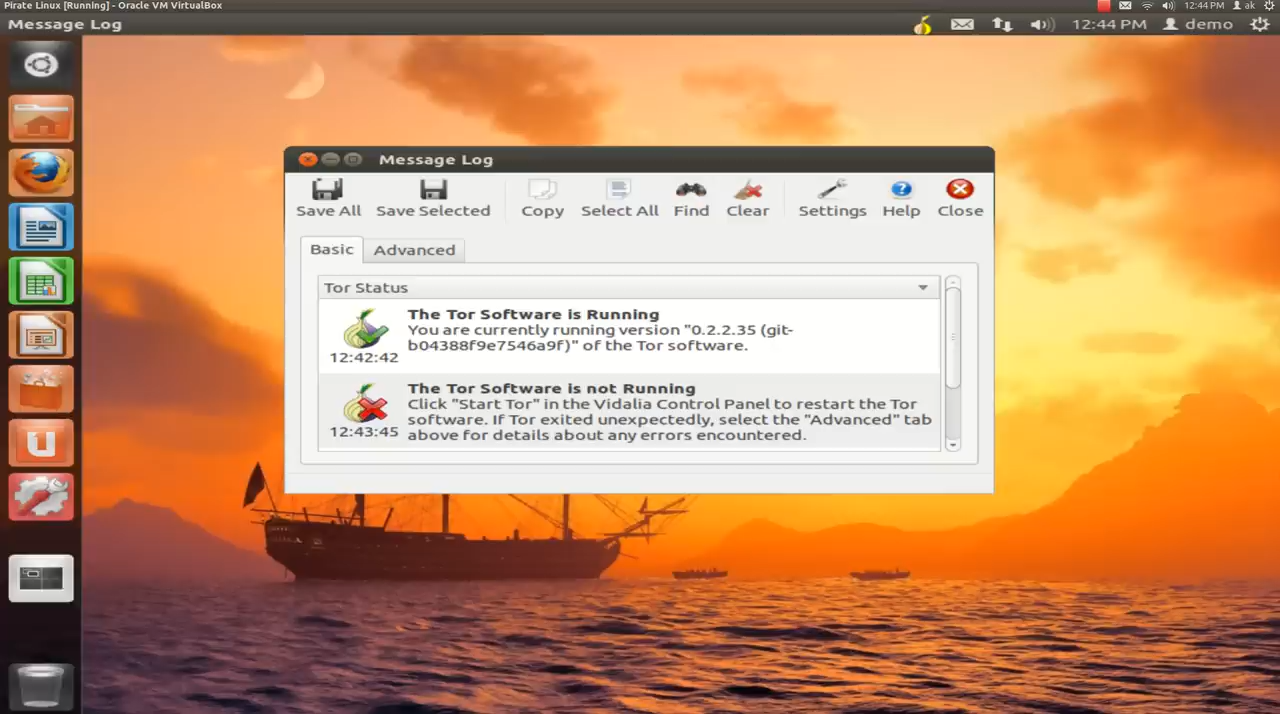 Pirate Linux [Running] - Oracle VM VirtualBox
12:44 PM
ak
Message Log
12:44 PM
demo
Message Log
Save All
Save Selected
Copy
Select All
Find
Clear
Settings
Help
Close
Basic
Advanced
Tor Status
The Tor Software is Running
You are currently running version "0.2.2.35 (git-
b04388f9e7546a9f)" of the Tor software.
12:42:42
The Tor Software is not Running
Click "Start Tor" in the Vidalia Control Panel to restart the Tor
software. If Tor exited unexpectedly, select the "Advanced" tab
above for details about any errors encountered.
12:43:45
U